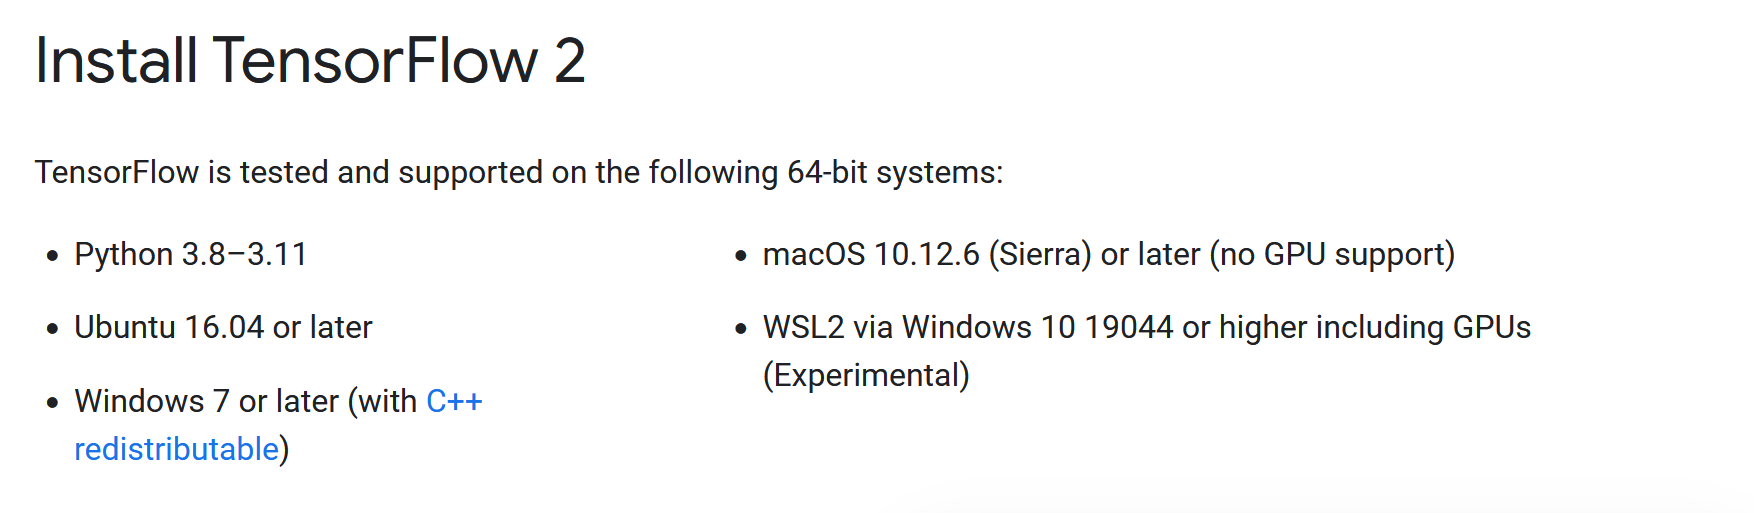 Install TensorFlow 2
TensorFlow is tested and supported on the following 64-bit systems:
• Python 3.8–3.11
• Ubuntu 16.04 or later
• Windows 7 or later (with C++
redistributable)
• macOS 10.12.6 (Sierra) or later (no GPU support)
• WSL2 via Windows 10 19044 or higher including GPUs
(Experimental)